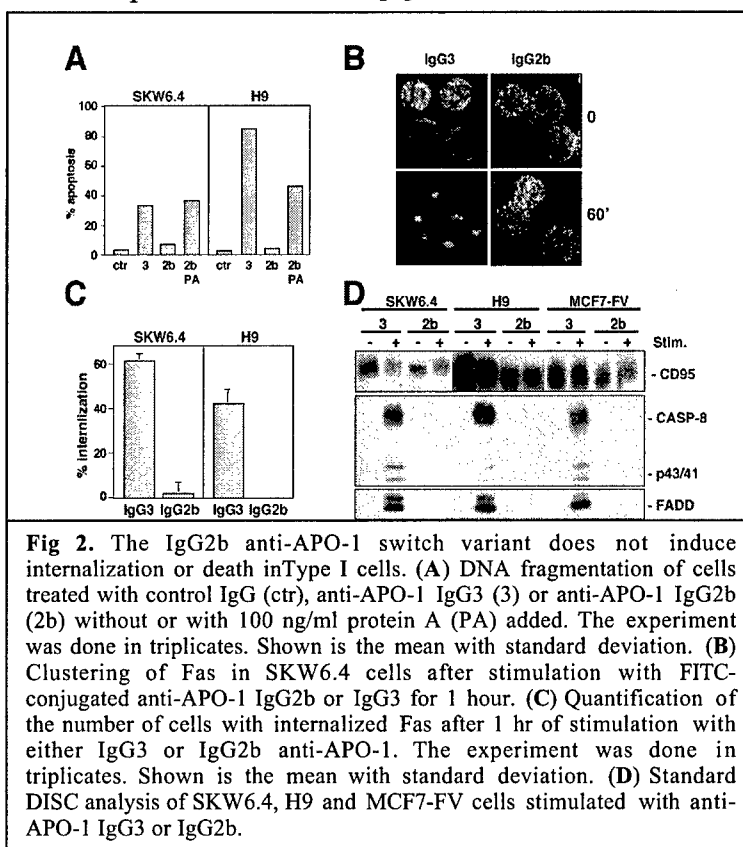 A
SKW6.4 H9
% apoptosis
100
80
60
40
20
0
ctr 3 2b 2b PA ctr 3 2b 2b PA
B
IgG3 IgG2b
0
60'
C
SKW6.4 H9
% internlization
60
40
20
0
IgG3 IgG2b IgG3 IgG2b
D
SKW6.4 H9 MCF7-FV
3 2b 3 2b 3 2b
- + - + - + - + - + - + Stim.
- CD95
- CASP-8
- p43/41
- FADD
Fig 2. The IgG2b anti-APO-1 switch variant does not induce
internalization or death inType I cells. (A) DNA fragmentation of cells
treated with control IgG (ctr), anti-APO-1 IgG3 (3) or anti-APO-1 IgG2b
(2b) without or with 100 ng/ml protein A (PA) added. The experiment
was done in triplicates. Shown is the mean with standard deviation. (B)
Clustering of Fas in SKW6.4 cells after stimulation with FITC-
conjugated anti-APO-1 IgG2b or IgG3 for 1 hour. (C) Quantification of
the number of cells with internalized Fas after 1 hr of stimulation with
either IgG3 or IgG2b anti-APO-1. The experiment was done in
triplicates. Shown is the mean with standard deviation. (D) Standard
DISC analysis of SKW6.4, H9 and MCF7-FV cells stimulated with anti-
APO-1 IgG3 or IgG2b.